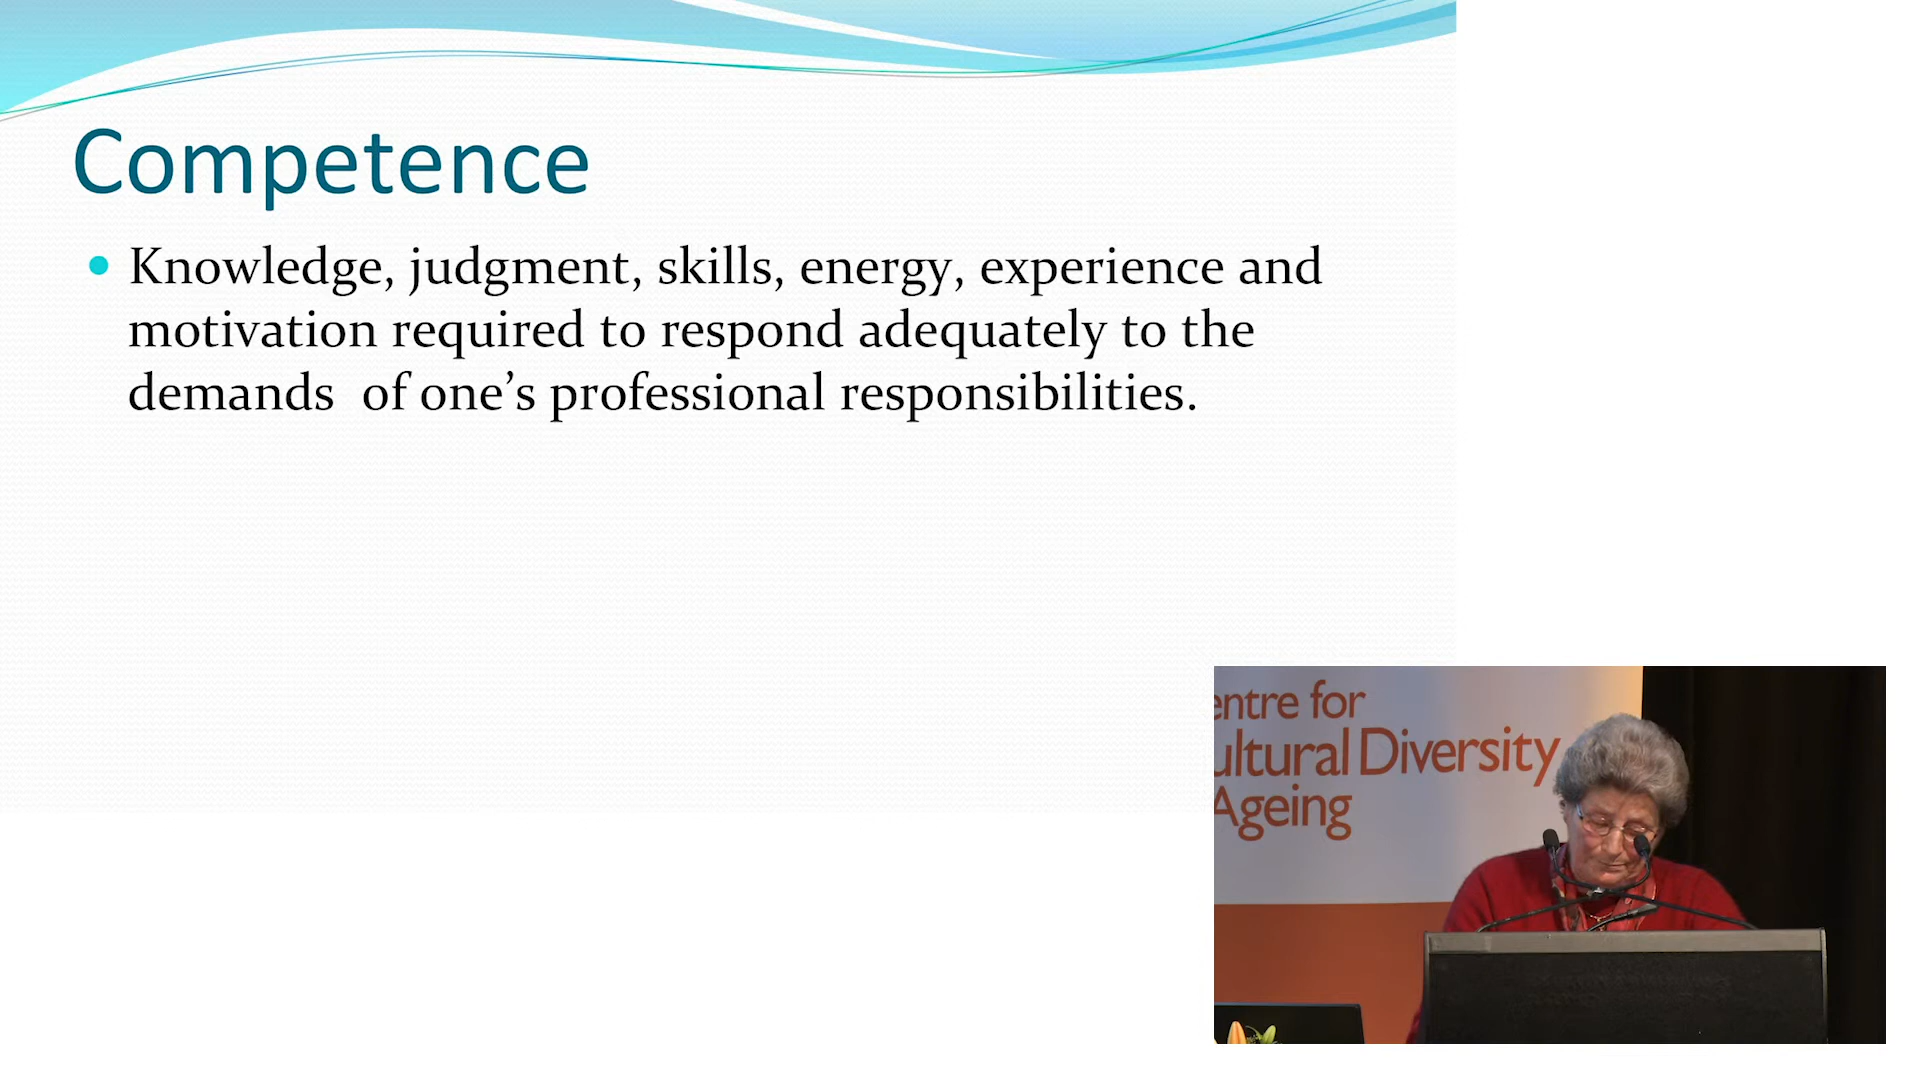 Competence
• Knowledge, judgment, skills, energy, experience and
motivation required to respond adequately to the
demands  of one’s professional responsibilities.
entre for
ultural Diversity
Ageing